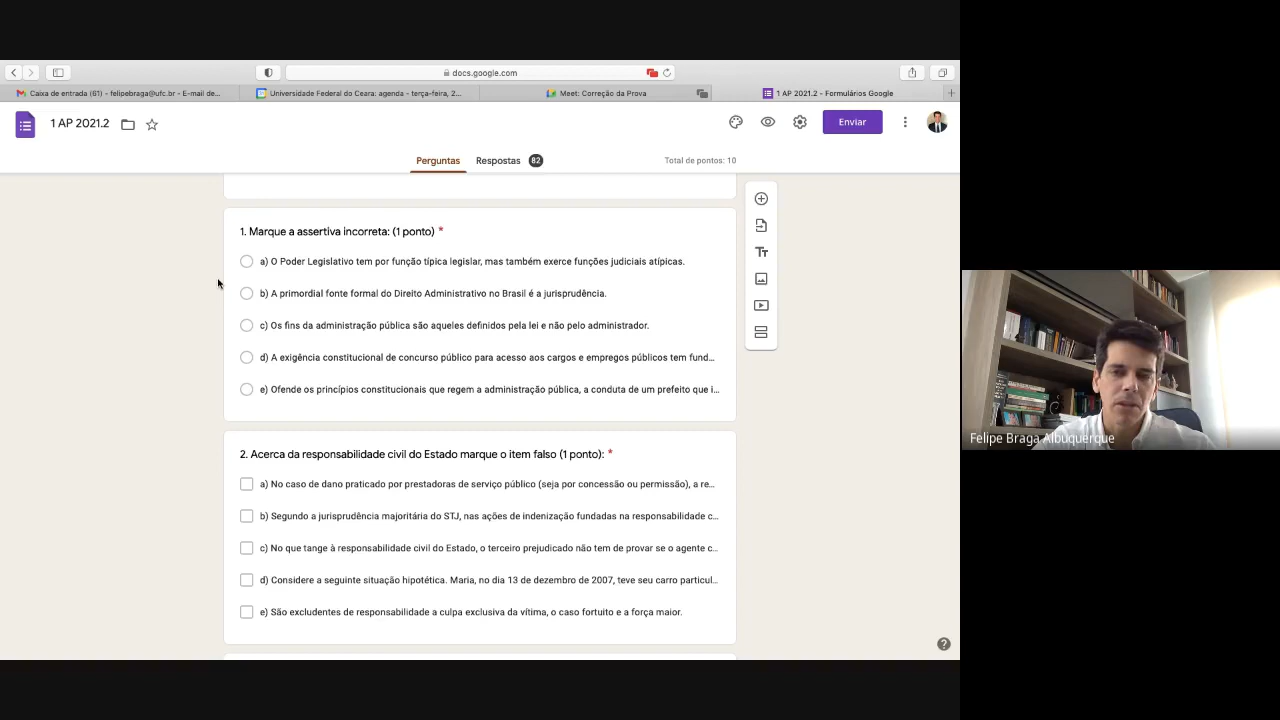 docs.google.com
Caixa de entrada (61) - felipebraga@ufc.br - E-mail de...
Universidade Federal do Ceara: agenda - terça-feira, 2...
Meet: Correção da Prova
1 AP 2021.2 - Formulários Google
1 AP 2021.2
Enviar
Perguntas
Respostas 82
Total de pontos: 10
1. Marque a assertiva incorreta: (1 ponto) *
a) O Poder Legislativo tem por função típica legislar, mas também exerce funções judiciais atípicas.
b) A primordial fonte formal do Direito Administrativo no Brasil é a jurisprudência.
c) Os fins da administração pública são aqueles definidos pela lei e não pelo administrador.
d) A exigência constitucional de concurso público para acesso aos cargos e empregos públicos tem fund...
e) Ofende os princípios constitucionais que regem a administração pública, a conduta de um prefeito que i...
2. Acerca da responsabilidade civil do Estado marque o item falso (1 ponto): *
a) No caso de dano praticado por prestadoras de serviço público (seja por concessão ou permissão), a re...
b) Segundo a jurisprudência majoritária do STJ, nas ações de indenização fundadas na responsabilidade c...
c) No que tange à responsabilidade civil do Estado, o terceiro prejudicado não tem de provar se o agente c...
d) Considere a seguinte situação hipotética. Maria, no dia 13 de dezembro de 2007, teve seu carro particul...
e) São excludentes de responsabilidade a culpa exclusiva da vítima, o caso fortuito e a força maior.
Felipe Braga Albuquerque